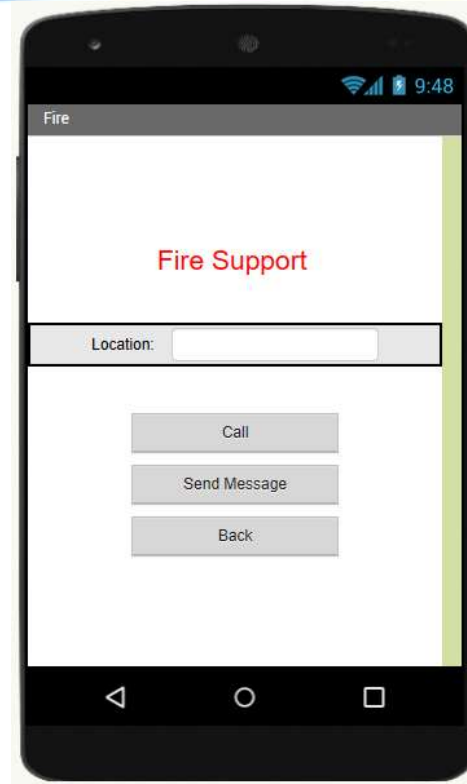 9:48
Fire
Fire Support
Location:
Call
Send Message
Back